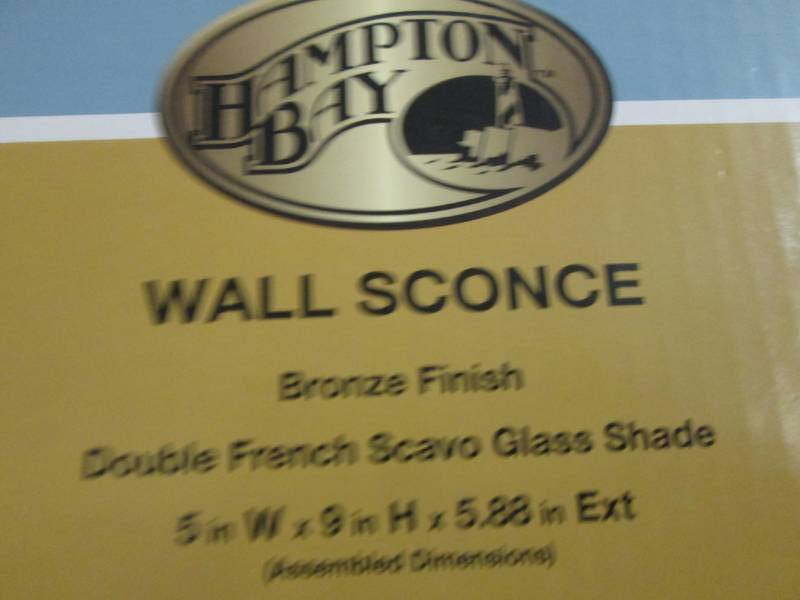 HAMPTON
BAY™
WALL SCONCE
Bronze Finish
Double French Scavo Glass Shade
5 in W x 9 in H x 5.88 in Ext
(Assembled Dimensions)